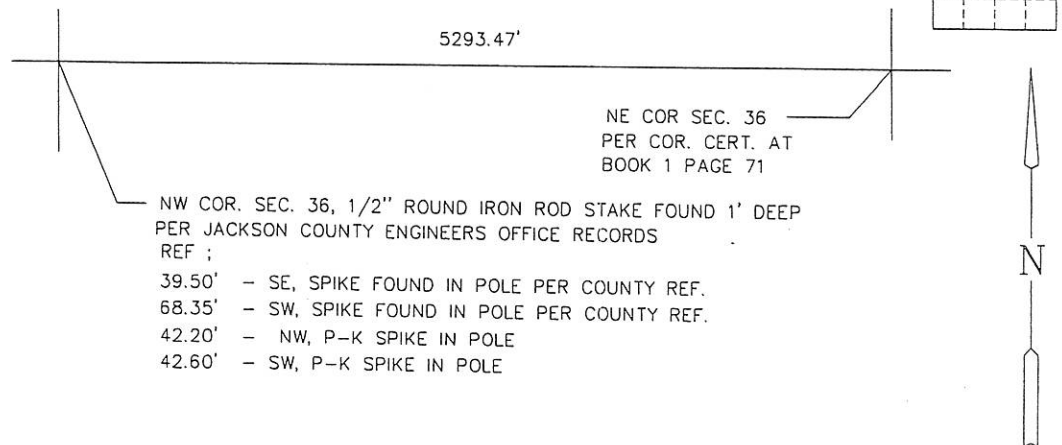 5293.47'
NE COR SEC. 36
PER COR. CERT. AT
BOOK 1 PAGE 71
NW COR. SEC. 36, 1/2" ROUND IRON ROD STAKE FOUND 1' DEEP
PER JACKSON COUNTY ENGINEERS OFFICE RECORDS
REF ;
39.50' - SE, SPIKE FOUND IN POLE PER COUNTY REF.
68.35' - SW, SPIKE FOUND IN POLE PER COUNTY REF.
42.20' - NW, P-K SPIKE IN POLE
42.60' - SW, P-K SPIKE IN POLE
N